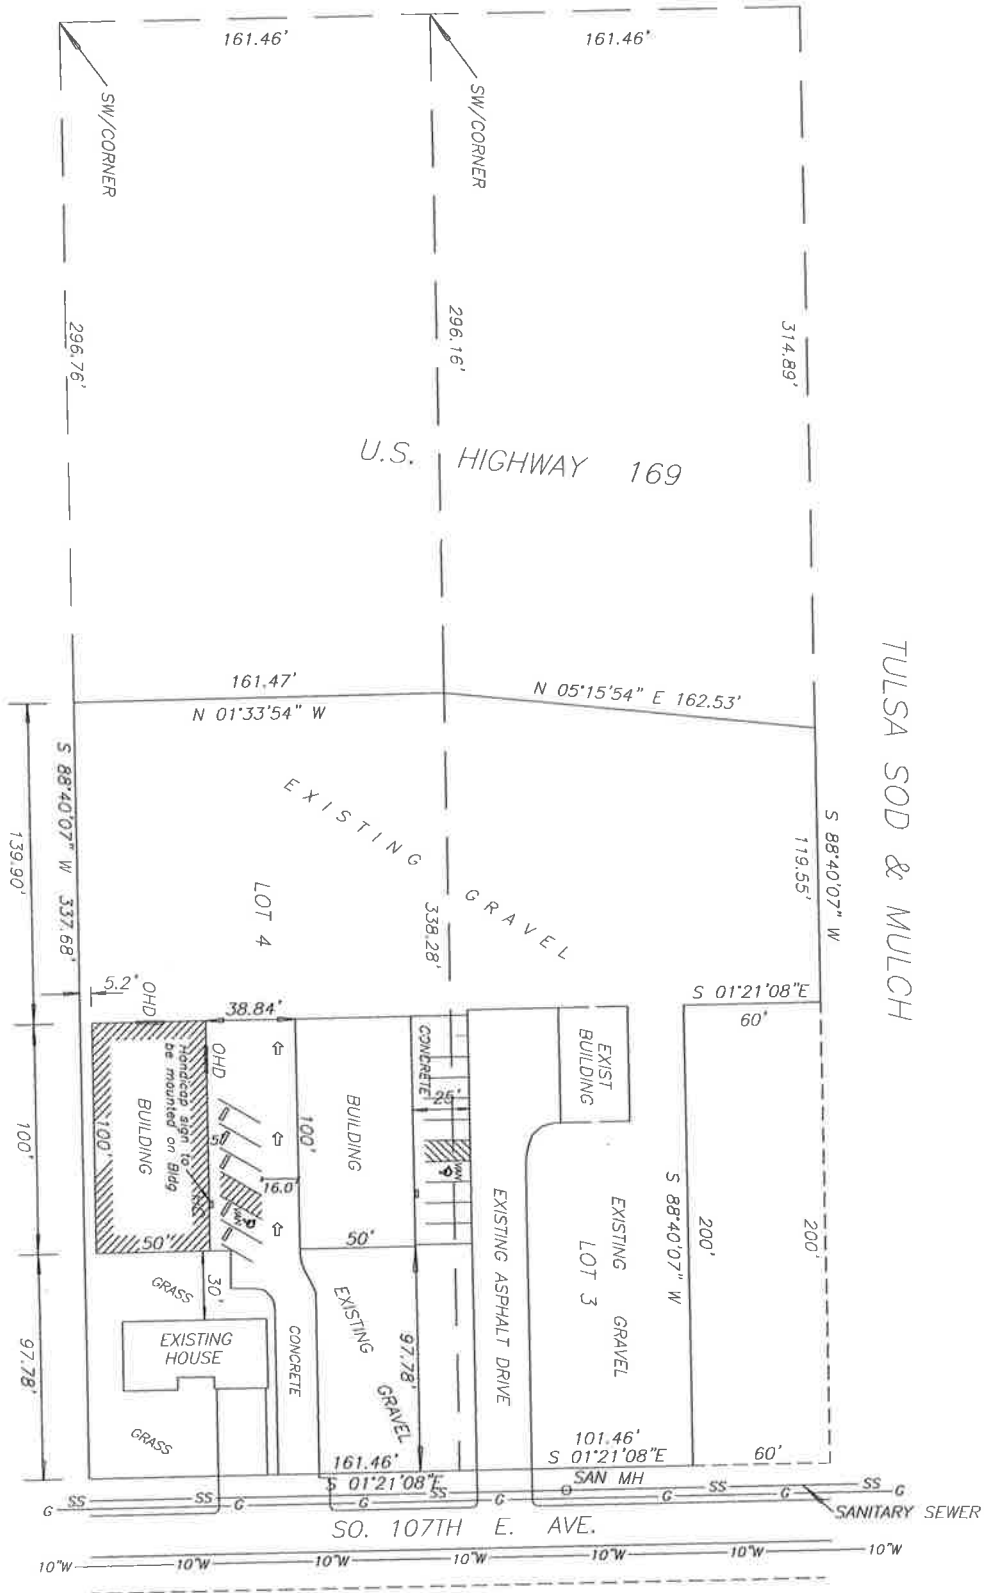 161.46'
161.46'
SW/CORNER
SW/CORNER
296.76'
296.16'
314.89'
U.S. HIGHWAY 169
TULSA SOD & MULCH
161.47'
N 01°33'54" W
N 05°15'54" E 162.53'
S 88°40'07" W 337.68'
139.90'
EXISTING GRAVEL
LOT 4
338.28'
S 88°40'07" W
119.55'
S 01°21'08"E
60'
5.2'
OHD
38.84'
OHD
Handicap sign to
be mounted on Bldg
BUILDING
100'
100'
50'
HC
5'
VAN
16.0'
100'
BUILDING
50'
CONCRETE
25'
VAN
EXIST
BUILDING
EXISTING ASPHALT DRIVE
EXISTING GRAVEL
LOT 3
S 88°40'07" W
200'
200'
97.78'
GRASS
30'
EXISTING
HOUSE
GRASS
CONCRETE
EXISTING
GRAVEL
97.78'
161.46'
S 01°21'08"E
101.46'
S 01°21'08"E
60'
SAN MH
G SS SS G G SS G G SS G SS G
SANITARY SEWER
SO. 107TH E. AVE.
10"W 10"W 10"W 10"W 10"W 10"W 10"W